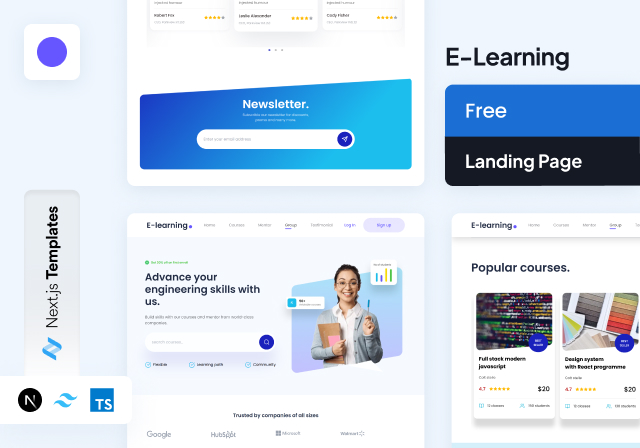 Robert Fox
Leslie Alexander
Cody Fisher
Newsletter.
Subscribe our newsletter for discounts,
promo and many more.
Enter your email address
E-Learning
Free
Landing Page
Next.js Templates
N
TS
E-learning.
Home
Courses
Mentor
Group
Testimonial
Log In
Sign Up
Advance your
engineering skills with
us.
Build skills with our courses and mentor from world-class
companies.
Search courses...
Flexible
Learning path
Community
Trusted by companies of all sizes
Google
HubSpot
Microsoft
Walmart
E-learning.
Home
Courses
Mentor
Group
Popular courses.
BEST
SELLER
BEST
SELLER
Full stack modern
javascript
Colt stelle
4.7
$20
12 classes
150 students
Design system
with React programme
Colt stelle
4.7
$20
12 classes
130 students